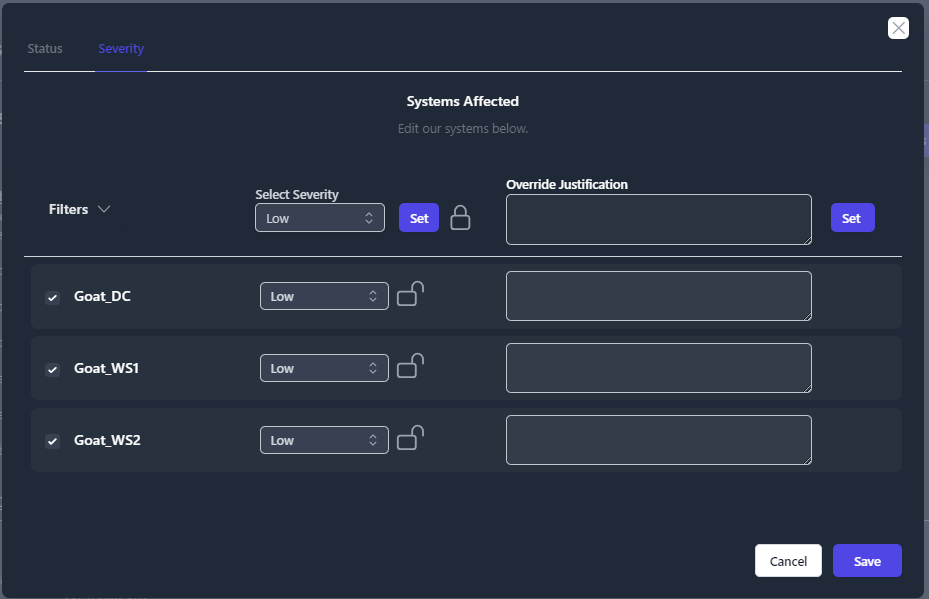 Status Severity
Systems Affected
Edit our systems below.
Filters
Select Severity
Low
Set
Override Justification
Set
Goat_DC Low
Goat_WS1 Low
Goat_WS2 Low
Cancel Save